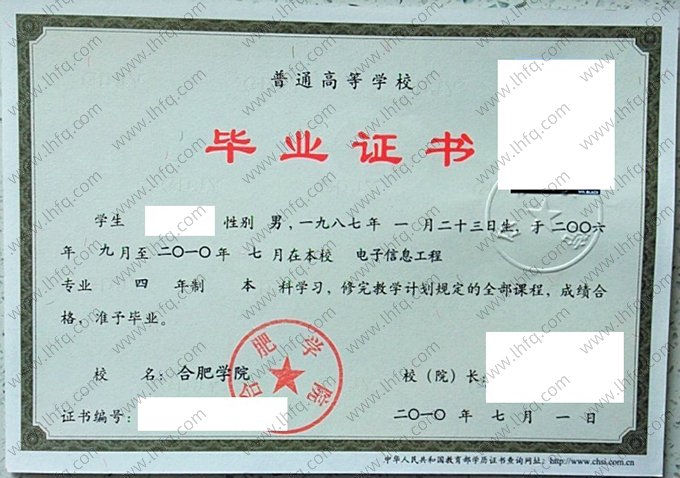 普通高等学校
毕业证书
学生 性别 男，一九八七年 一月二十三日生，于二〇〇六
年 九月至二〇一〇年 七月在本校 电子信息工程
专业 四 年制 本 科学习，修完教学计划规定的全部课程，成绩合
格，准予毕业。
校 名：合肥学院 校（院）长：
合肥学院
证书编号： 二〇一〇 年 七 月 一 日
中华人民共和国教育部学历证书查询网址：http://www.chsi.com.cn
www.lhfq.com